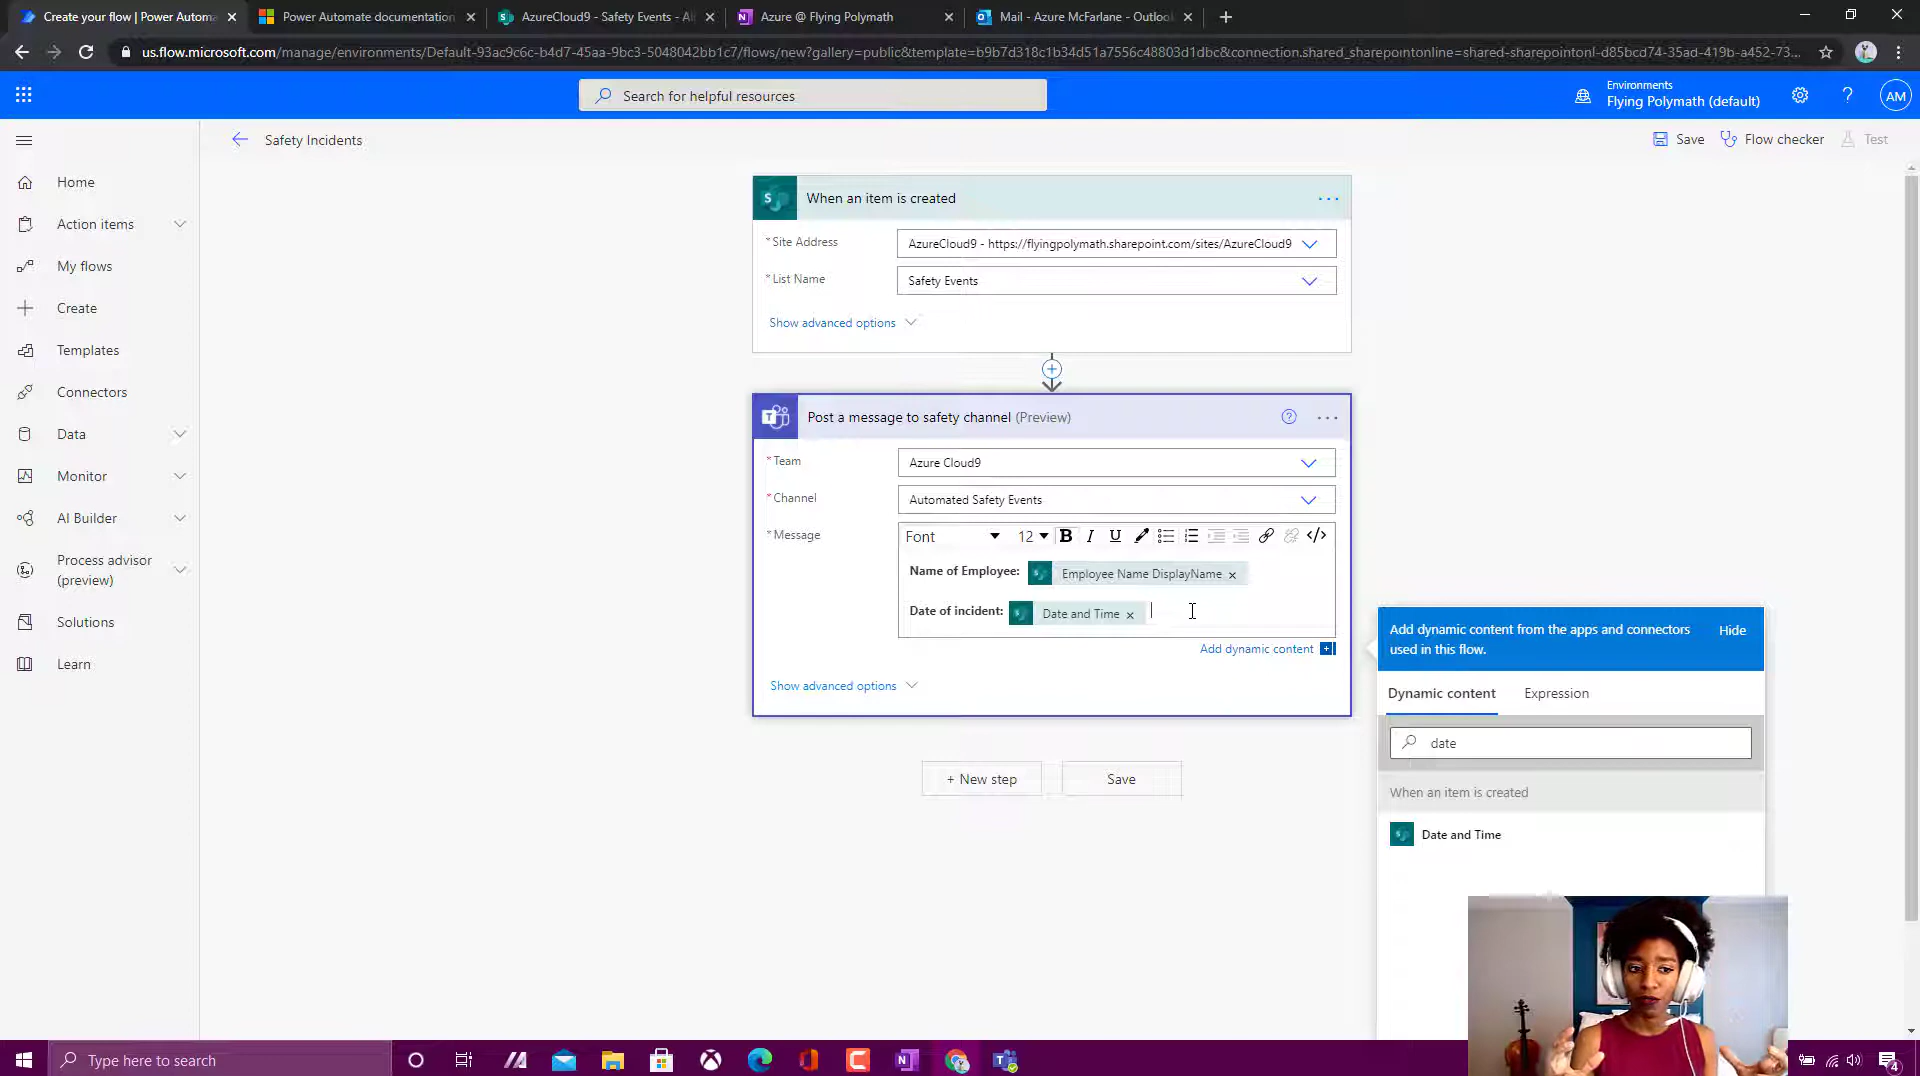 Create your flow | Power Automa
Power Automate documentation
AzureCloud9 - Safety Events - Al
Azure @ Flying Polymath
Mail - Azure McFarlane - Outlook
us.flow.microsoft.com/manage/environments/Default-93ac9c6c-b4d7-45aa-9bc3-5048042bb1c7/flows/new?gallery=public&template=b9b7d318c1b34d51a7556c48803d1dbc&connection.shared_sharepointonline=shared-sharepointonl-d85bcd74-35ad-419b-a452-73...
Search for helpful resources
Environments
Flying Polymath (default)
AM
Safety Incidents
Save
Flow checker
Test
Home
Action items
My flows
Create
Templates
Connectors
Data
Monitor
AI Builder
Process advisor
(preview)
Solutions
Learn
When an item is created
* Site Address
AzureCloud9 - https://flyingpolymath.sharepoint.com/sites/AzureCloud9
* List Name
Safety Events
Show advanced options
Post a message to safety channel (Preview)
* Team
Azure Cloud9
* Channel
Automated Safety Events
* Message
Font 12 B I U </>
Name of Employee: Employee Name DisplayName ×
Date of incident: Date and Time ×
Add dynamic content +
Show advanced options
+ New step
Save
Add dynamic content from the apps and connectors
used in this flow.
Hide
Dynamic content
Expression
date
When an item is created
Date and Time
Type here to search
4